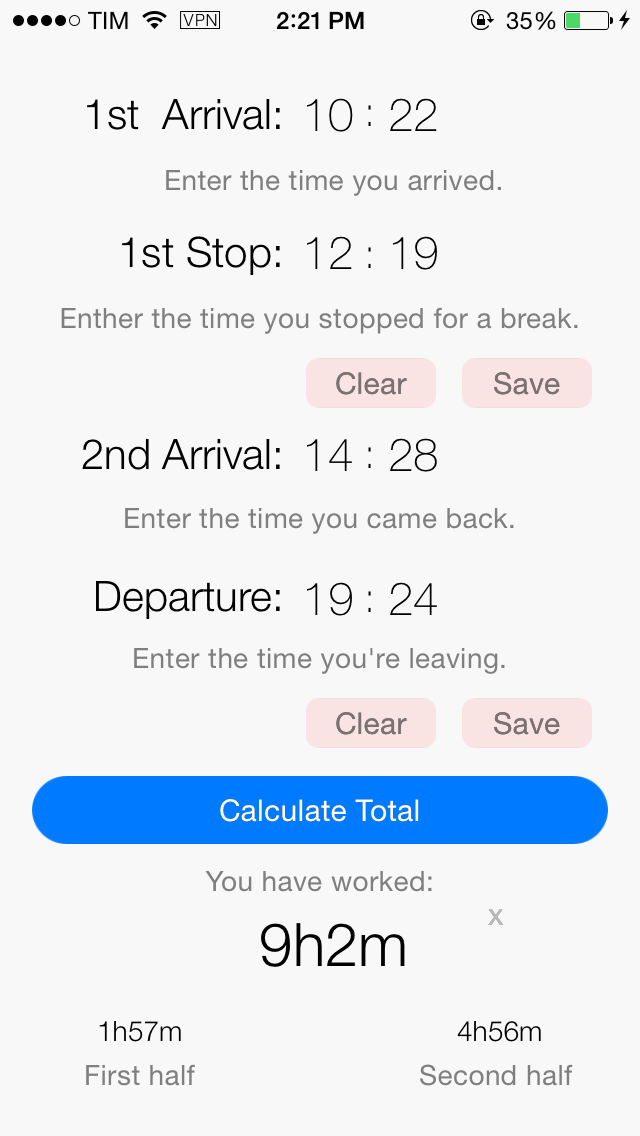 TIM VPN 2:21 PM 35%
1st Arrival: 10 : 22
Enter the time you arrived.
1st Stop: 12 : 19
Enther the time you stopped for a break.
Clear Save
2nd Arrival: 14 : 28
Enter the time you came back.
Departure: 19 : 24
Enter the time you're leaving.
Clear Save
Calculate Total
You have worked:
x
9h2m
1h57m 4h56m
First half Second half